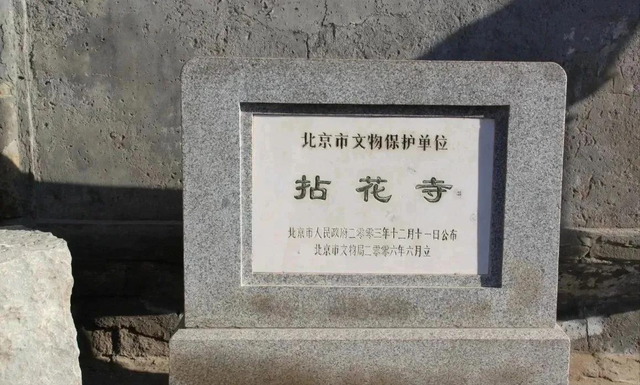 北京市文物保护单位
拈花寺
北京市人民政府二零零三年十二月十一日公布
北京市文物局二零零六年六月立